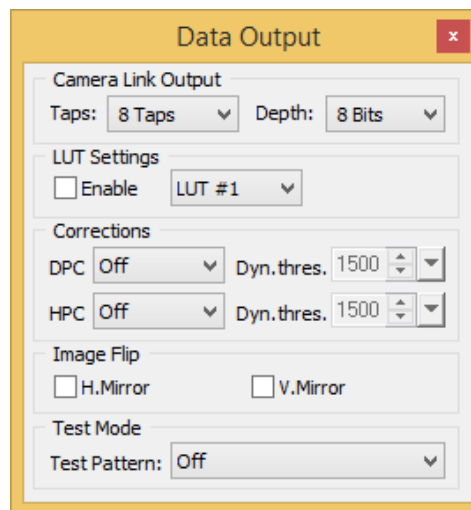 Data Output
x
Camera Link Output
Taps: 8 Taps Depth: 8 Bits
LUT Settings
Enable LUT #1
Corrections
DPC Off Dyn.thres. 1500
HPC Off Dyn.thres. 1500
Image Flip
H.Mirror V.Mirror
Test Mode
Test Pattern: Off